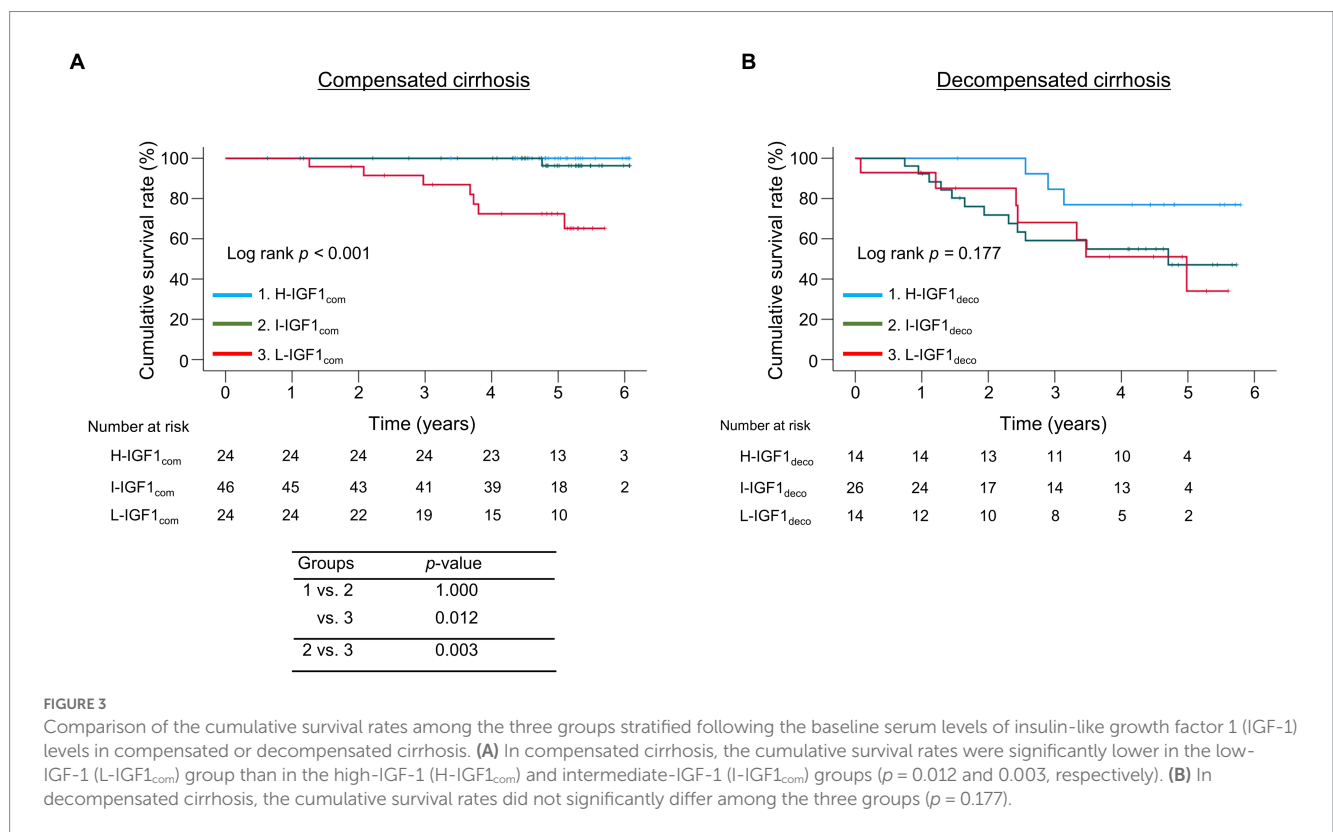 A
Compensated cirrhosis
Cumulative survival rate (%)
100
80
60
40
20
0
Log rank p < 0.001
1. H-IGF1com
2. I-IGF1com
3. L-IGF1com
0 1 2 3 4 5 6
Time (years)
Number at risk
H-IGF1com 24 24 24 24 23 13 3
I-IGF1com 46 45 43 41 39 18 2
L-IGF1com 24 24 22 19 15 10
Groups p-value
1 vs. 2 1.000
vs. 3 0.012
2 vs. 3 0.003
B
Decompensated cirrhosis
Cumulative survival rate (%)
100
80
60
40
20
0
Log rank p = 0.177
1. H-IGF1deco
2. I-IGF1deco
3. L-IGF1deco
0 1 2 3 4 5 6
Time (years)
Number at risk
H-IGF1deco 14 14 13 11 10 4
I-IGF1deco 26 24 17 14 13 4
L-IGF1deco 14 12 10 8 5 2
FIGURE 3
Comparison of the cumulative survival rates among the three groups stratified following the baseline serum levels of insulin-like growth factor 1 (IGF-1)
levels in compensated or decompensated cirrhosis. (A) In compensated cirrhosis, the cumulative survival rates were significantly lower in the low-
IGF-1 (L-IGF1com) group than in the high-IGF-1 (H-IGF1com) and intermediate-IGF-1 (I-IGF1com) groups (p = 0.012 and 0.003, respectively). (B) In
decompensated cirrhosis, the cumulative survival rates did not significantly differ among the three groups (p = 0.177).